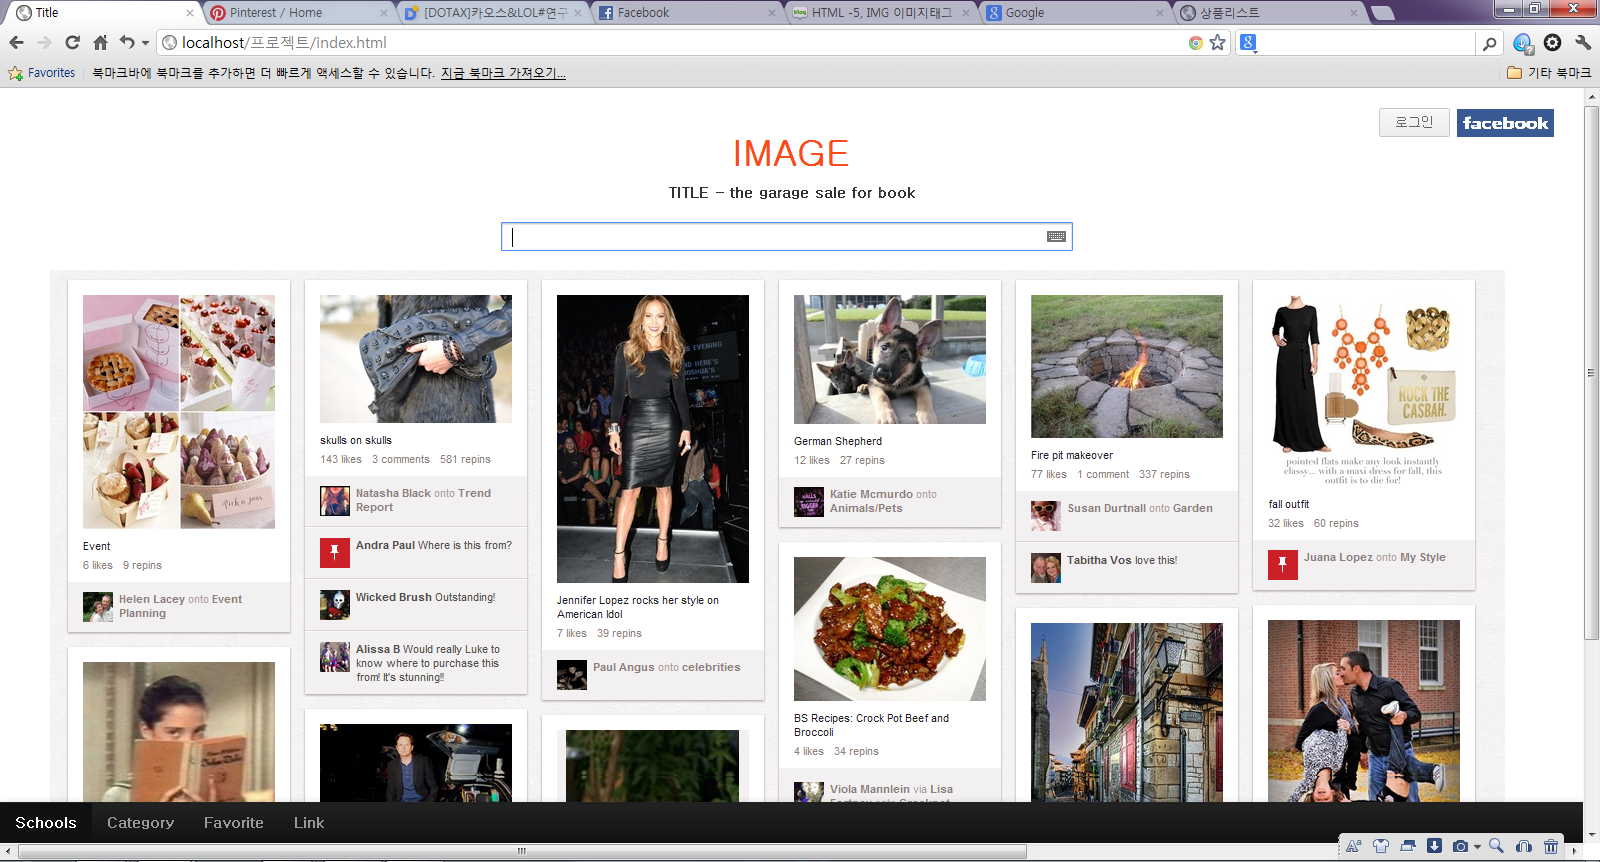 Title
Pinterest / Home
[DOTAX]카오스&LOL#연구
Facebook
HTML -5, IMG 이미지태그
Google
상품리스트
localhost/프로젝트/index.html
Favorites
북마크바에 북마크를 추가하면 더 빠르게 액세스할 수 있습니다. 지금 북마크 가져오기...
기타 북마크
로그인
facebook
IMAGE
TITLE - the garage sale for book
Event
6 likes 9 repins
Helen Lacey onto Event
Planning
skulls on skulls
143 likes 3 comments 581 repins
Natasha Black onto Trend
Report
Andra Paul Where is this from?
Wicked Brush Outstanding!
Alissa B Would really Luke to
know where to purchase this
from! It's stunning!!
Jennifer Lopez rocks her style on
American Idol
7 likes 39 repins
Paul Angus onto celebrities
German Shepherd
12 likes 27 repins
Katie Mcmurdo onto
Animals/Pets
BS Recipes: Crock Pot Beef and
Broccoli
4 likes 34 repins
Viola Mannlein via Lisa
Fire pit makeover
77 likes 1 comment 337 repins
Susan Durtnall onto Garden
Tabitha Vos love this!
ROCK THE
CASBAH.
pointed flats make any look instantly
classy... with a maxi dress for fall, this
outfit is to die for!
fall outfit
32 likes 60 repins
Juana Lopez onto My Style
Schools
Category
Favorite
Link